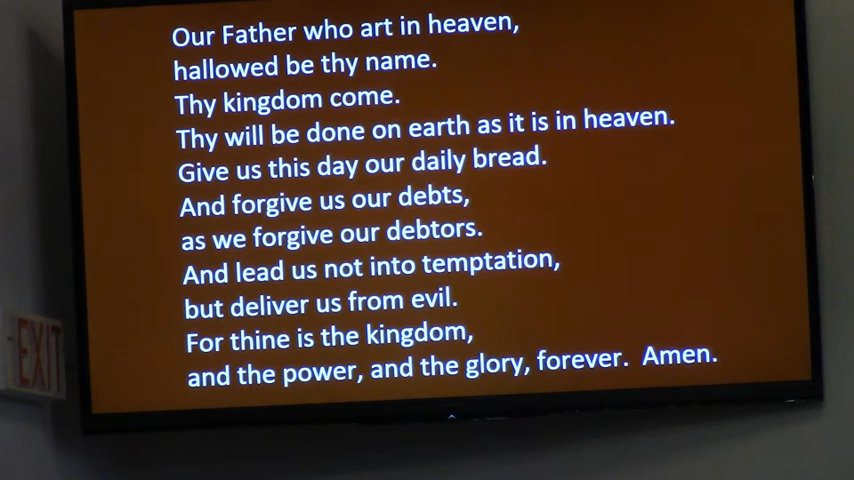 Our Father who art in heaven,
hallowed be thy name.
Thy kingdom come.
Thy will be done on earth as it is in heaven.
Give us this day our daily bread.
And forgive us our debts,
as we forgive our debtors.
And lead us not into temptation,
but deliver us from evil.
For thine is the kingdom,
and the power, and the glory, forever. Amen.
EXIT